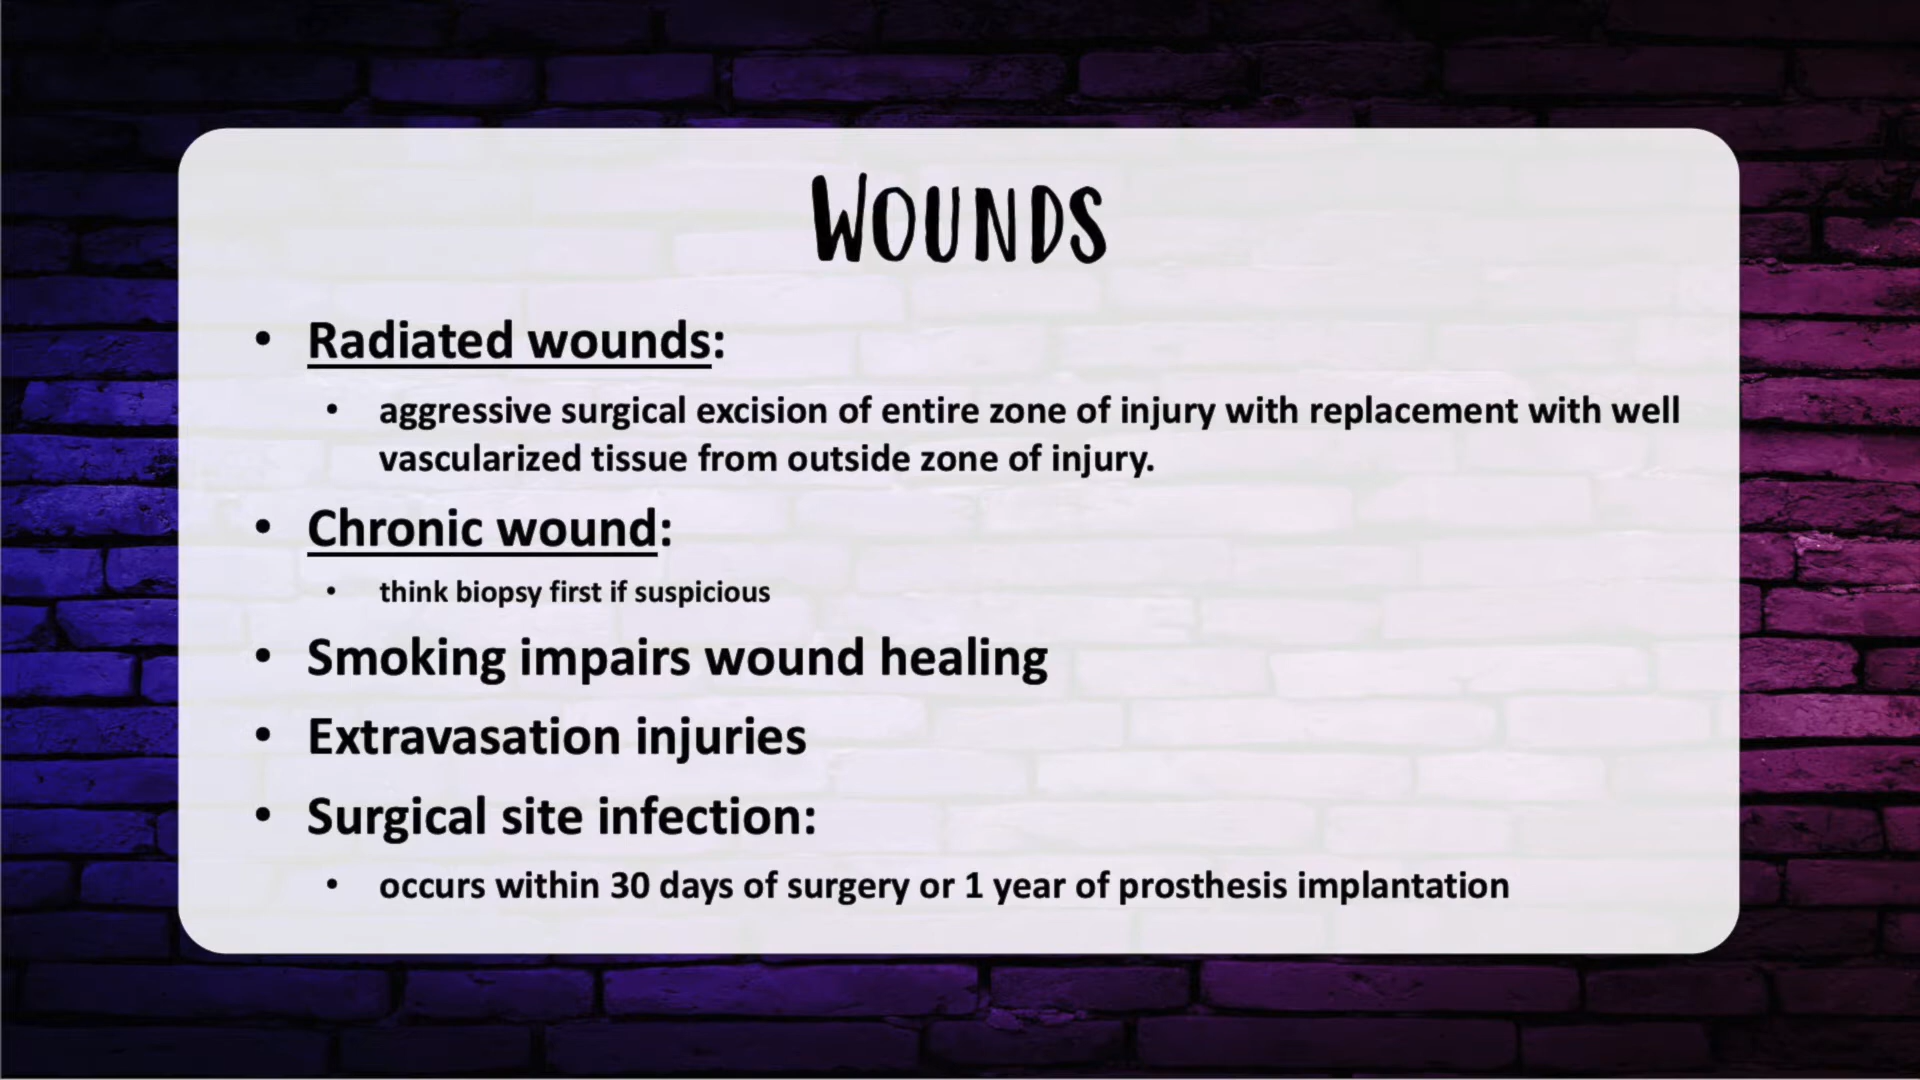 WOUNDS
• Radiated wounds:
• aggressive surgical excision of entire zone of injury with replacement with well
vascularized tissue from outside zone of injury.
• Chronic wound:
• think biopsy first if suspicious
• Smoking impairs wound healing
• Extravasation injuries
• Surgical site infection:
• occurs within 30 days of surgery or 1 year of prosthesis implantation